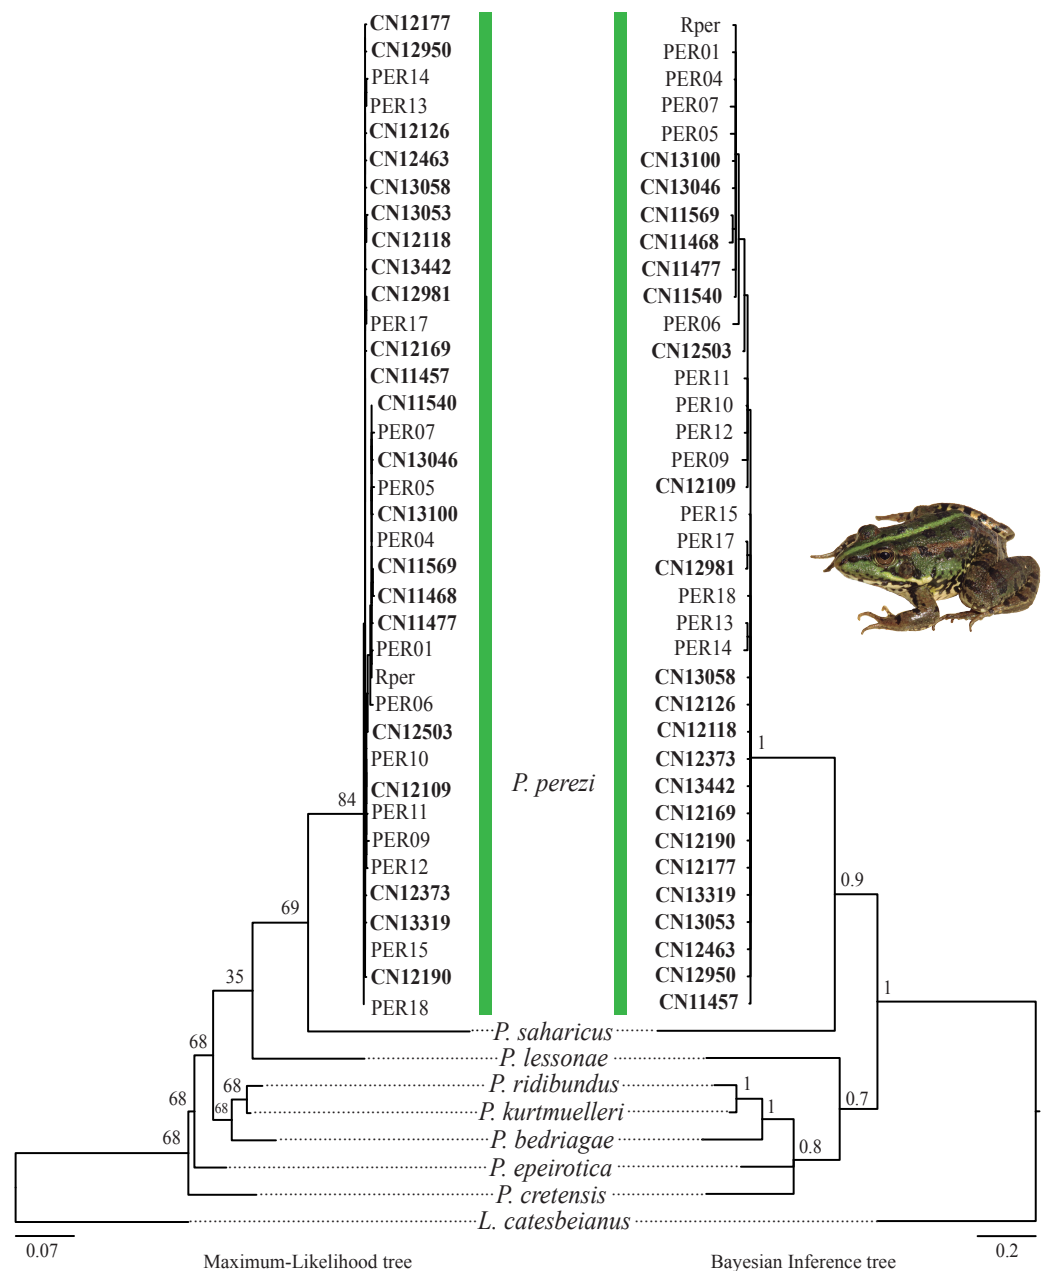 CN12177
CN12950
PER14
PER13
CN12126
CN12463
CN13058
CN13053
CN12118
CN13442
CN12981
PER17
CN12169
CN11457
CN11540
PER07
CN13046
PER05
CN13100
PER04
CN11569
CN11468
CN11477
PER01
Rper
PER06
CN12503
PER10
CN12109
PER11
PER09
PER12
CN12373
CN13319
PER15
CN12190
PER18
84
69
35
68
68
68
68
68
P. perezi
Rper
PER01
PER04
PER07
PER05
CN13100
CN13046
CN11569
CN11468
CN11477
CN11540
PER06
CN12503
PER11
PER10
PER12
PER09
CN12109
PER15
PER17
CN12981
PER18
PER13
PER14
CN13058
CN12126
CN12118
CN12373
CN13442
CN12169
CN12190
CN12177
CN13319
CN13053
CN12463
CN12950
CN11457
1
0.9
1
0.7
1
1
0.8
P. saharicus
P. lessonae
P. ridibundus
P. kurtmuelleri
P. bedriagae
P. epeirotica
P. cretensis
L. catesbeianus
0.07
0.2
Maximum-Likelihood tree
Bayesian Inference tree